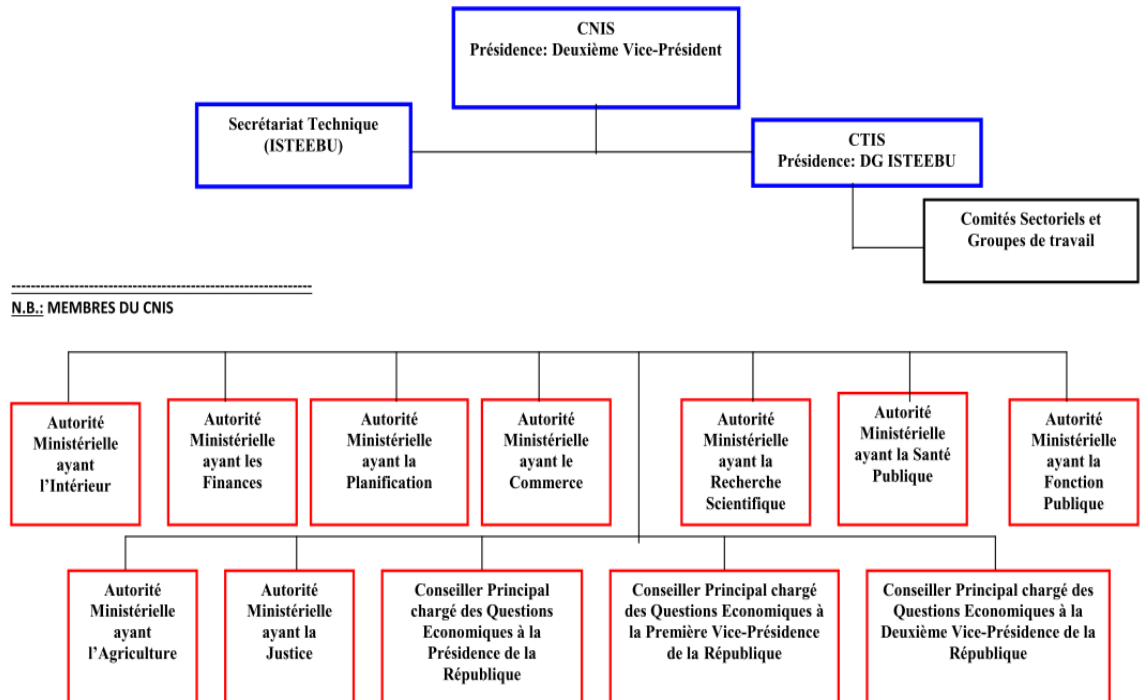 CNIS
Présidence: Deuxième Vice-Président
Secrétariat Technique
(ISTEEBU)
CTIS
Présidence: DG ISTEEBU
Comités Sectoriels et
Groupes de travail
N.B.: MEMBRES DU CNIS
Autorité
Ministérielle
ayant
l'Intérieur
Autorité
Ministérielle
ayant les
Finances
Autorité
Ministérielle
ayant la
Planification
Autorité
Ministérielle
ayant le
Commerce
Autorité
Ministérielle
ayant la
Recherche
Scientifique
Autorité
Ministérielle
ayant la Santé
Publique
Autorité
Ministérielle
ayant la
Fonction
Publique
Autorité
Ministérielle
ayant
l'Agriculture
Autorité
Ministérielle
ayant la
Justice
Conseiller Principal
chargé des Questions
Economiques à la
Présidence de la
République
Conseiller Principal chargé
des Questions Economiques à
la Première Vice-Présidence
de la République
Conseiller Principal chargé des
Questions Economiques à la
Deuxième Vice-Présidence de la
République